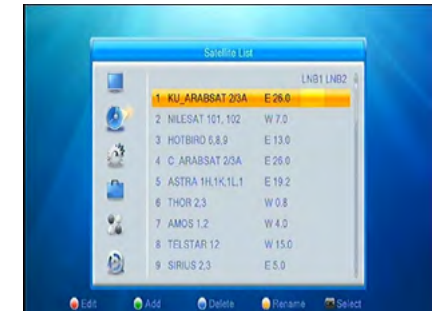 Satellite List
LNB1 LNB2
1 KU_ARABSAT 2/3A E 26.0
2 NILESAT 101, 102 W 7.0
3 HOTBIRD 6,8,9 E 13.0
4 C_ARABSAT 2/3A E 26.0
5 ASTRA 1H,1K,1L,1 E 19.2
6 THOR 2,3 W 0.8
7 AMOS 1,2 W 4.0
8 TELSTAR 12 W 15.0
9 SIRIUS 2,3 E 5.0
Edit Add Delete Rename Select